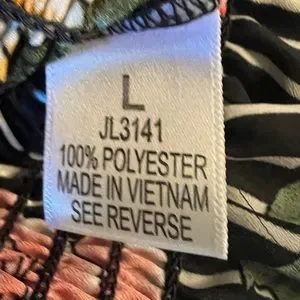 L
JL3141
100% POLYESTER
MADE IN VIETNAM
SEE REVERSE